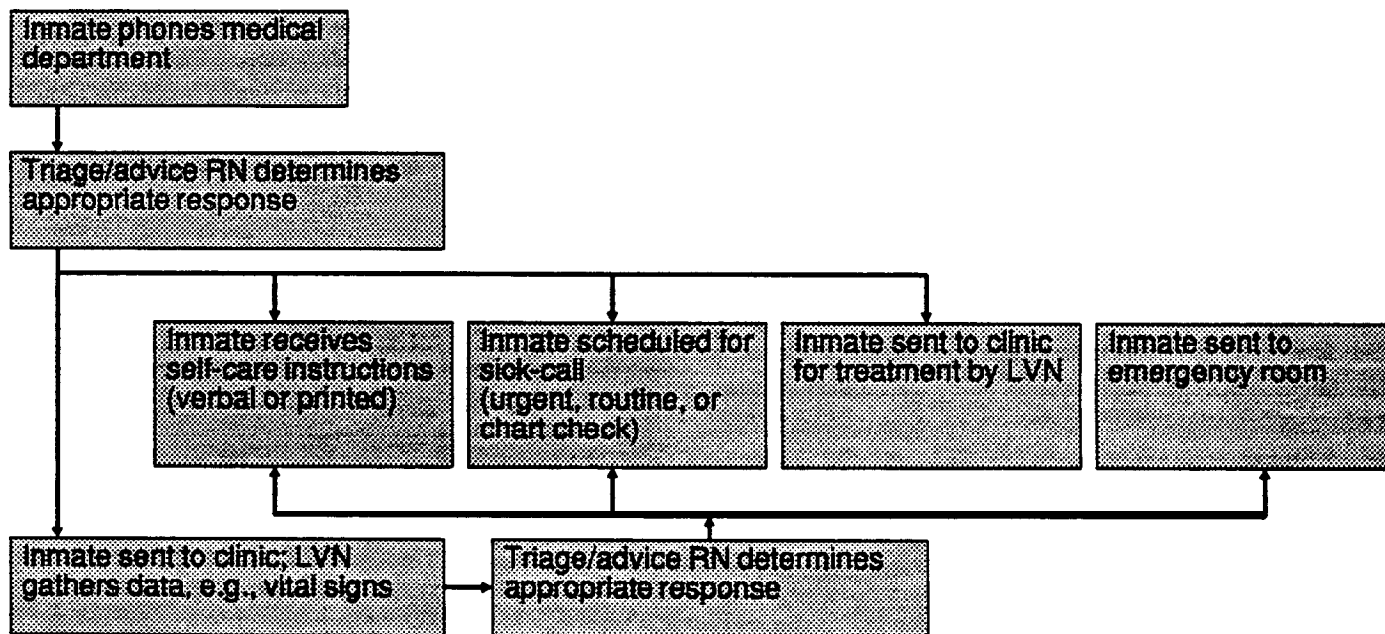 Inmate phones medical
department
Triage/advice RN determines
appropriate response
Inmate receives
self-care instructions
(verbal or printed)
Inmate scheduled for
sick-call
(urgent, routine, or
chart check)
Inmate sent to clinic
for treatment by LVN
Inmate sent to
emergency room
Inmate sent to clinic; LVN
gathers data, e.g., vital signs
Triage/advice RN determines
appropriate response